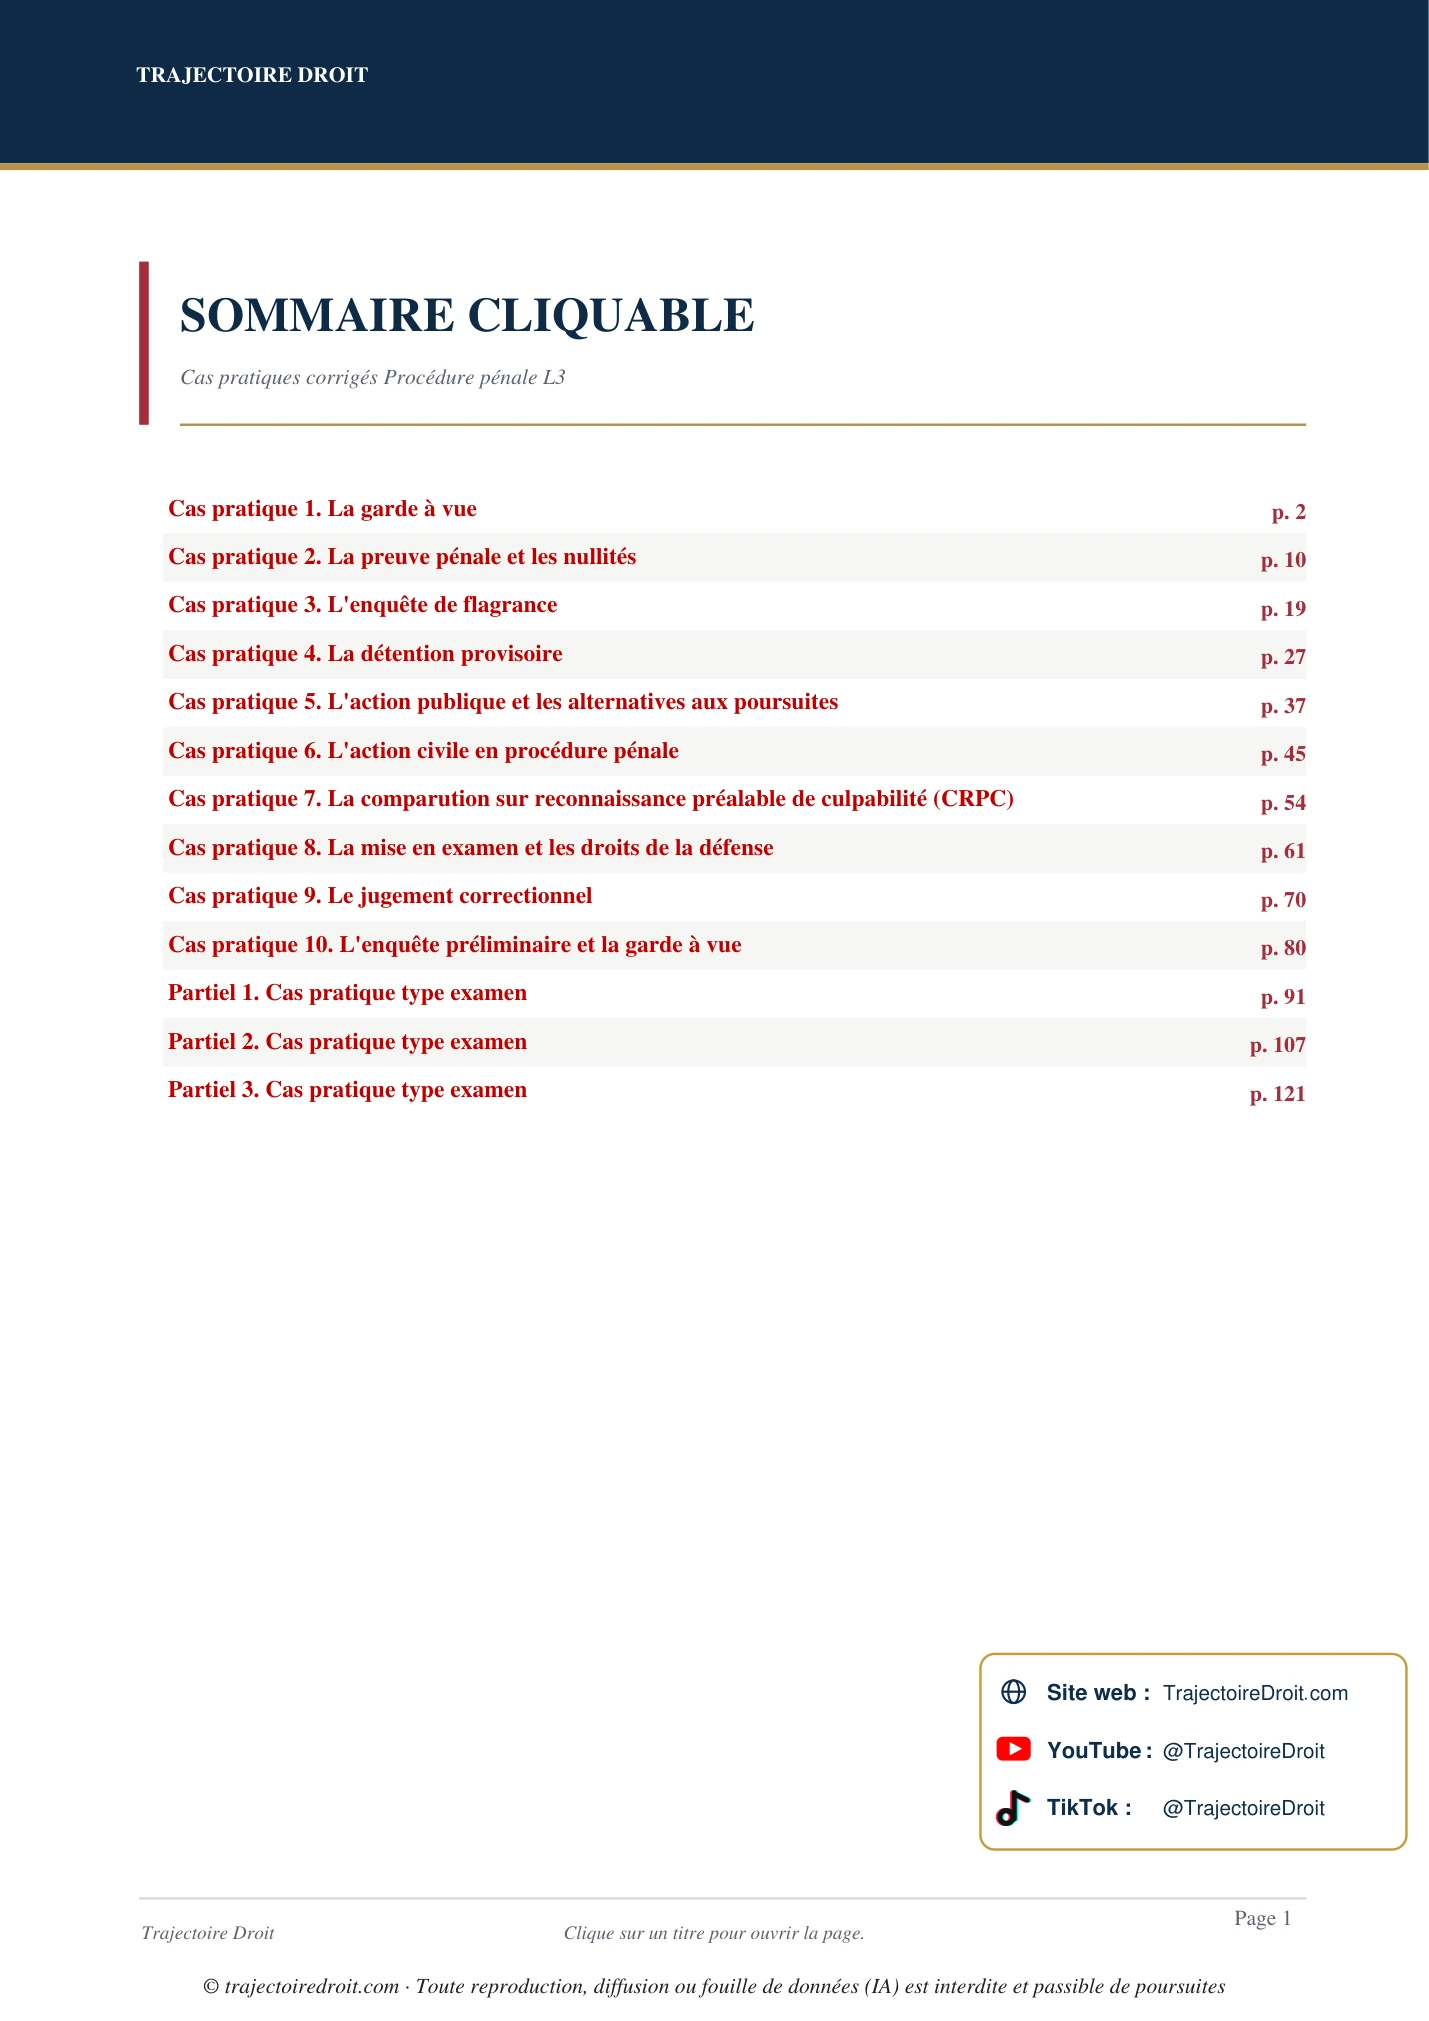 TRAJECTOIRE DROIT
SOMMAIRE CLIQUABLE
Cas pratiques corrigés Procédure pénale L3
Cas pratique 1. La garde à vue p. 2
Cas pratique 2. La preuve pénale et les nullités p. 10
Cas pratique 3. L'enquête de flagrance p. 19
Cas pratique 4. La détention provisoire p. 27
Cas pratique 5. L'action publique et les alternatives aux poursuites p. 37
Cas pratique 6. L'action civile en procédure pénale p. 45
Cas pratique 7. La comparution sur reconnaissance préalable de culpabilité (CRPC) p. 54
Cas pratique 8. La mise en examen et les droits de la défense p. 61
Cas pratique 9. Le jugement correctionnel p. 70
Cas pratique 10. L'enquête préliminaire et la garde à vue p. 80
Partiel 1. Cas pratique type examen p. 91
Partiel 2. Cas pratique type examen p. 107
Partiel 3. Cas pratique type examen p. 121
Site web : TrajectoireDroit.com
YouTube : @TrajectoireDroit
TikTok : @TrajectoireDroit
Trajectoire Droit Clique sur un titre pour ouvrir la page. Page 1
© trajectoiredroit.com · Toute reproduction, diffusion ou fouille de données (IA) est interdite et passible de poursuites